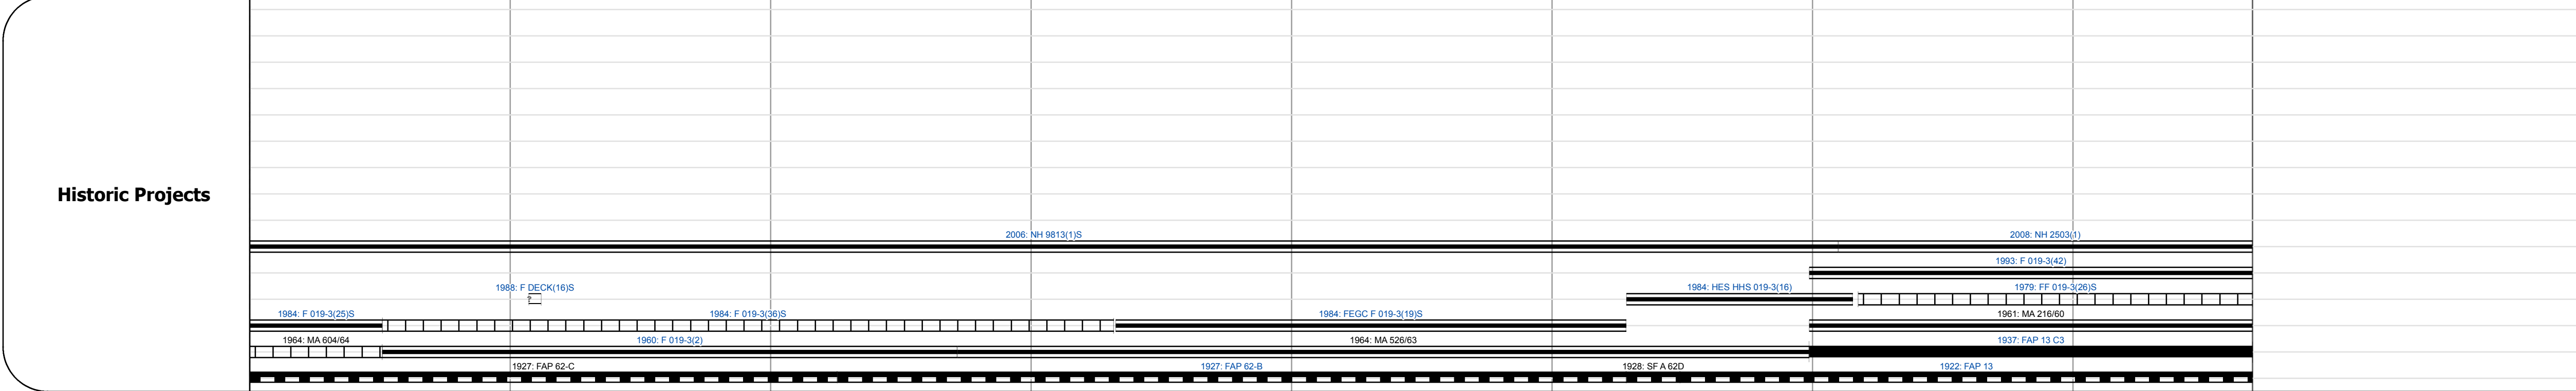 Historic Projects
2006: NH 9813(1)S
2008: NH 2503(1)
1993: F 019-3(42)
1988: F DECK(16)S
?
1984: HES HHS 019-3(16)
1979: FF 019-3(26)S
1984: F 019-3(25)S
1984: F 019-3(36)S
1984: FEGC F 019-3(19)S
1961: MA 216/60
1964: MA 604/64
1960: F 019-3(2)
1964: MA 526/63
1937: FAP 13 C3
1927: FAP 62-C
1927: FAP 62-B
1928: SF A 62D
1922: FAP 13